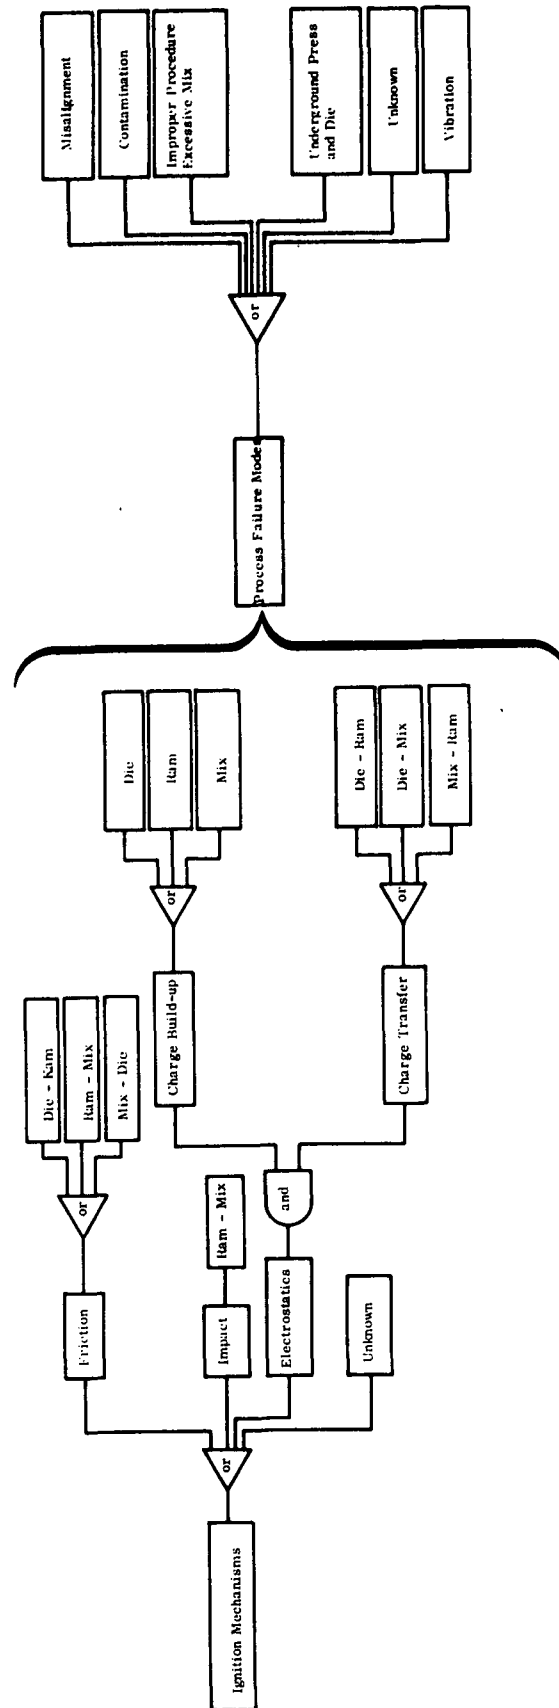 Ignition Mechanisms
or
Friction
or
Die - Ram
Ram - Mix
Mix - Die
Impact
Ram - Mix
Electrostatics
and
Charge Build-up
or
Die
Ram
Mix
Charge Transfer
or
Die - Ram
Die - Mix
Mix - Ram
Unknown
Process Failure Modes
or
Misalignment
Contamination
Improper Procedure
Excessive Mix
Underground Press
and Die
Unknown
Vibration